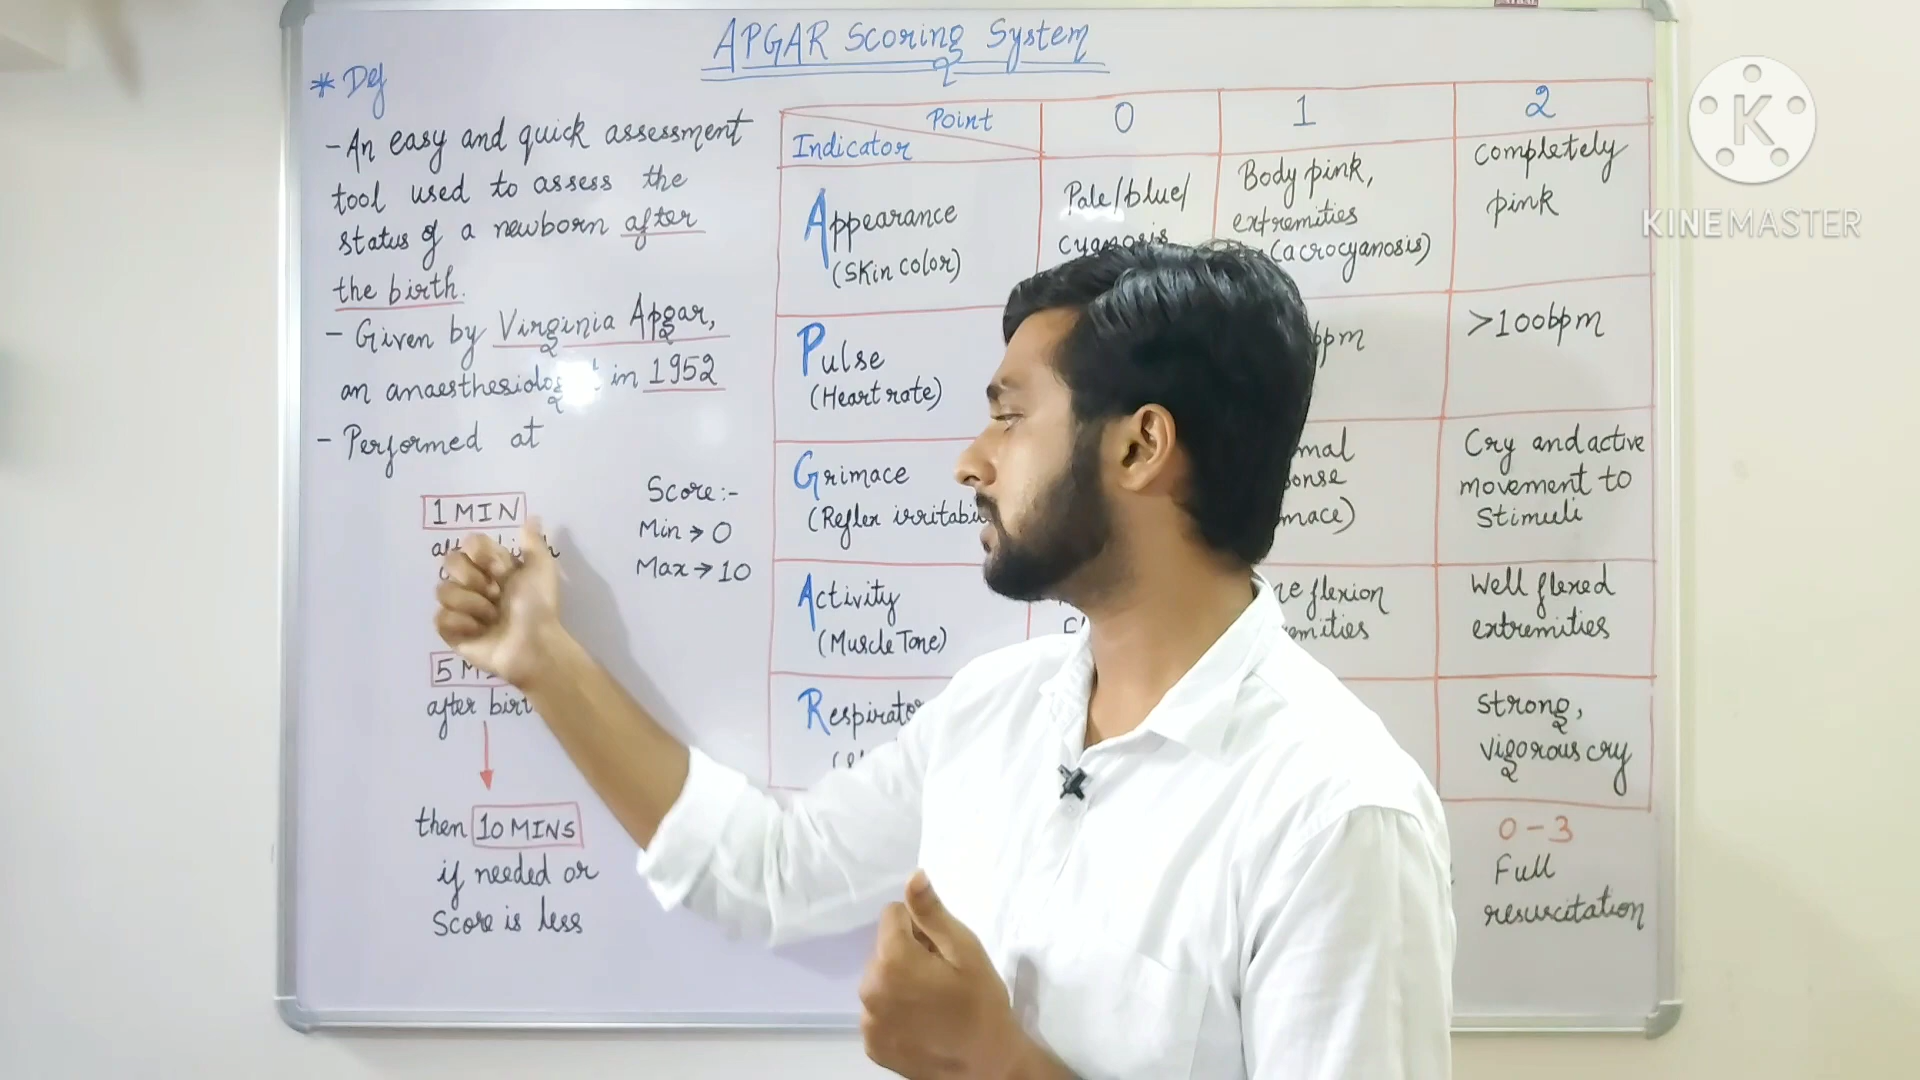 APGAR Scoring System
* Def
- An easy and quick assessment
tool used to assess the
status of a newborn after
the birth.
- Given by Virginia Apgar,
an in 1952
- Performed at
1 MIN
5
after
then 10 MINS
if needed or
Score is less
Score:-
Min → 0
Max → 10
Point
Indicator
0
1
2
Appearance
(Skin color)
Pale/blue/
cyanosis
Body pink,
extremities
(acrocyanosis)
completely
pink
Pulse
(Heart rate)
>100bpm
Grimace
(Reflex
Cry and active
movement to
Stimuli
Activity
(Muscle Tone)
flexion
Well flexed
extremities
Strong,
vigorous cry
0-3
Full
resuscitation
K
KINEMASTER